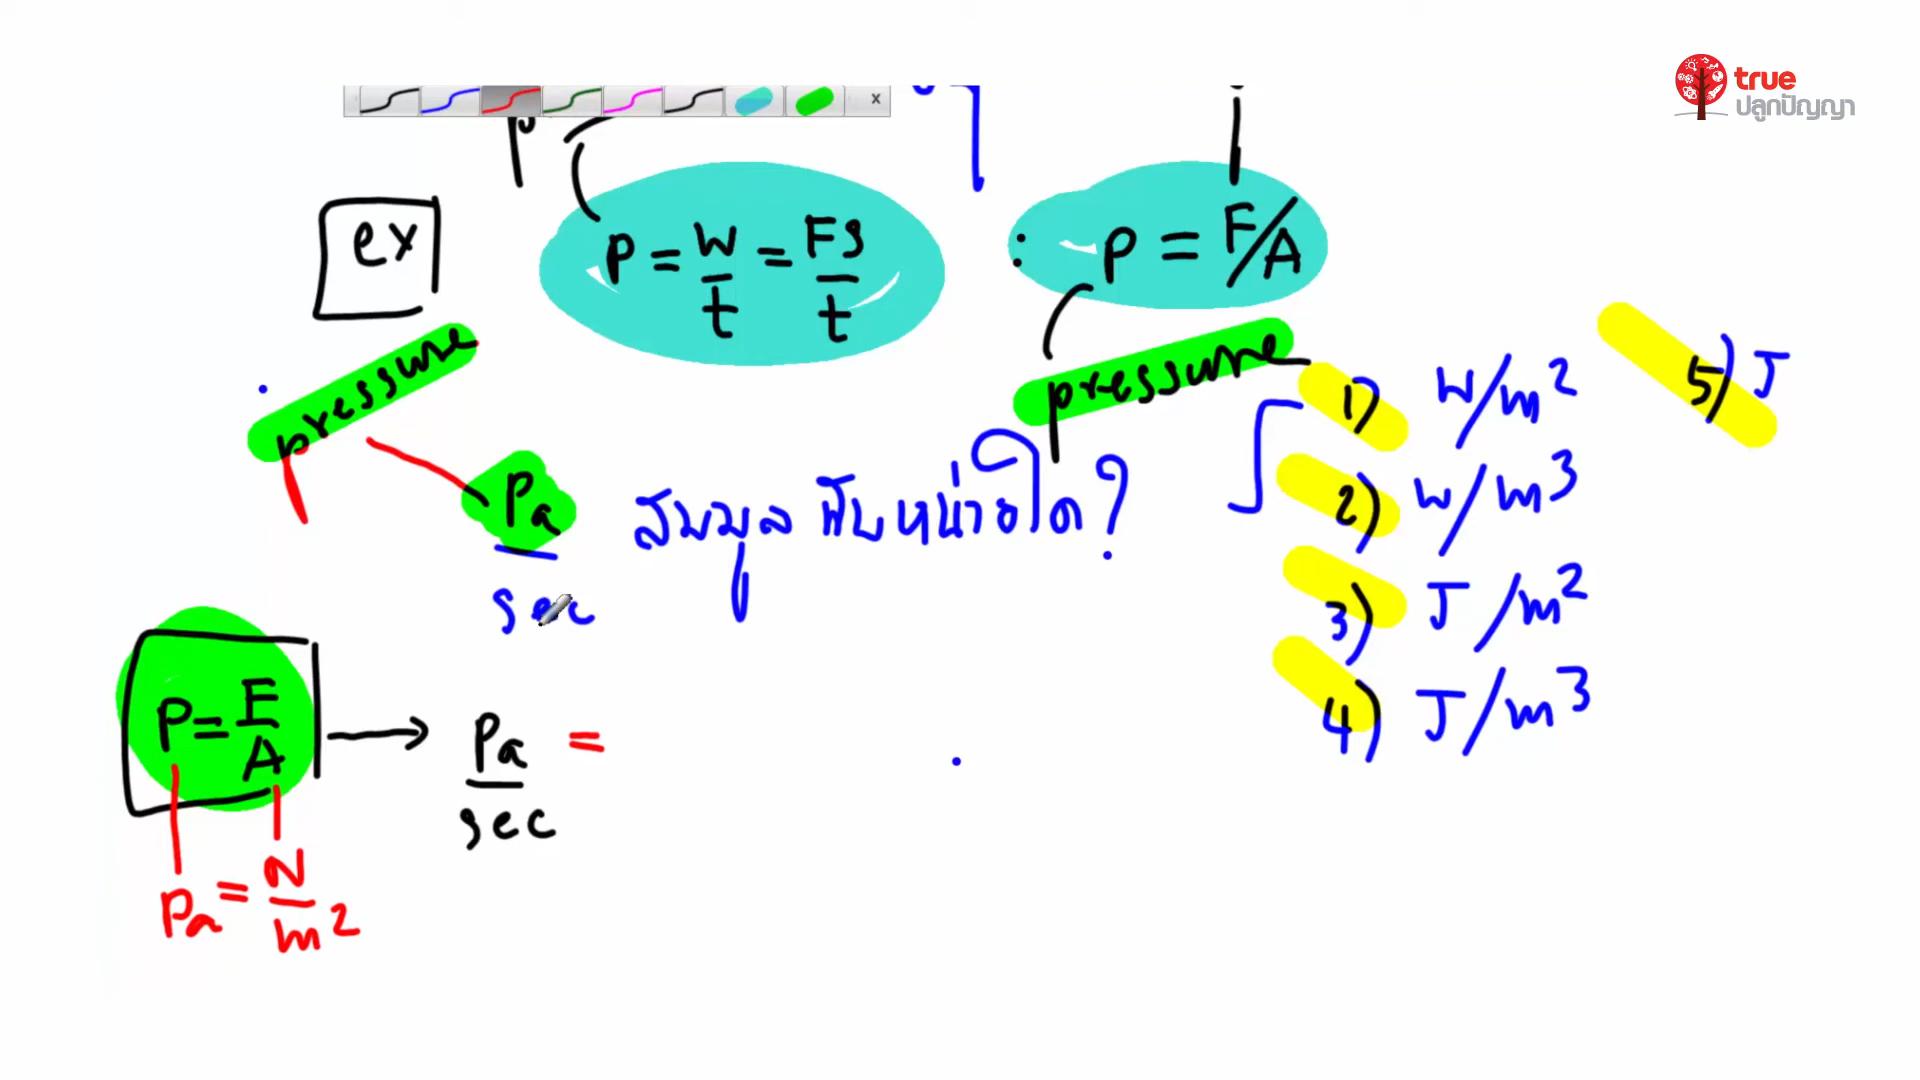 true
ปลูกปัญญา
x
ex
P = W/t = Fs/t
P = F/A
pressure
pressure
Pa/sec สมมูลกับหน่วยใด?
1) W/m²
2) W/m³
3) J/m²
4) J/m³
5) J
P = F/A → Pa/sec =
Pa = N/m²